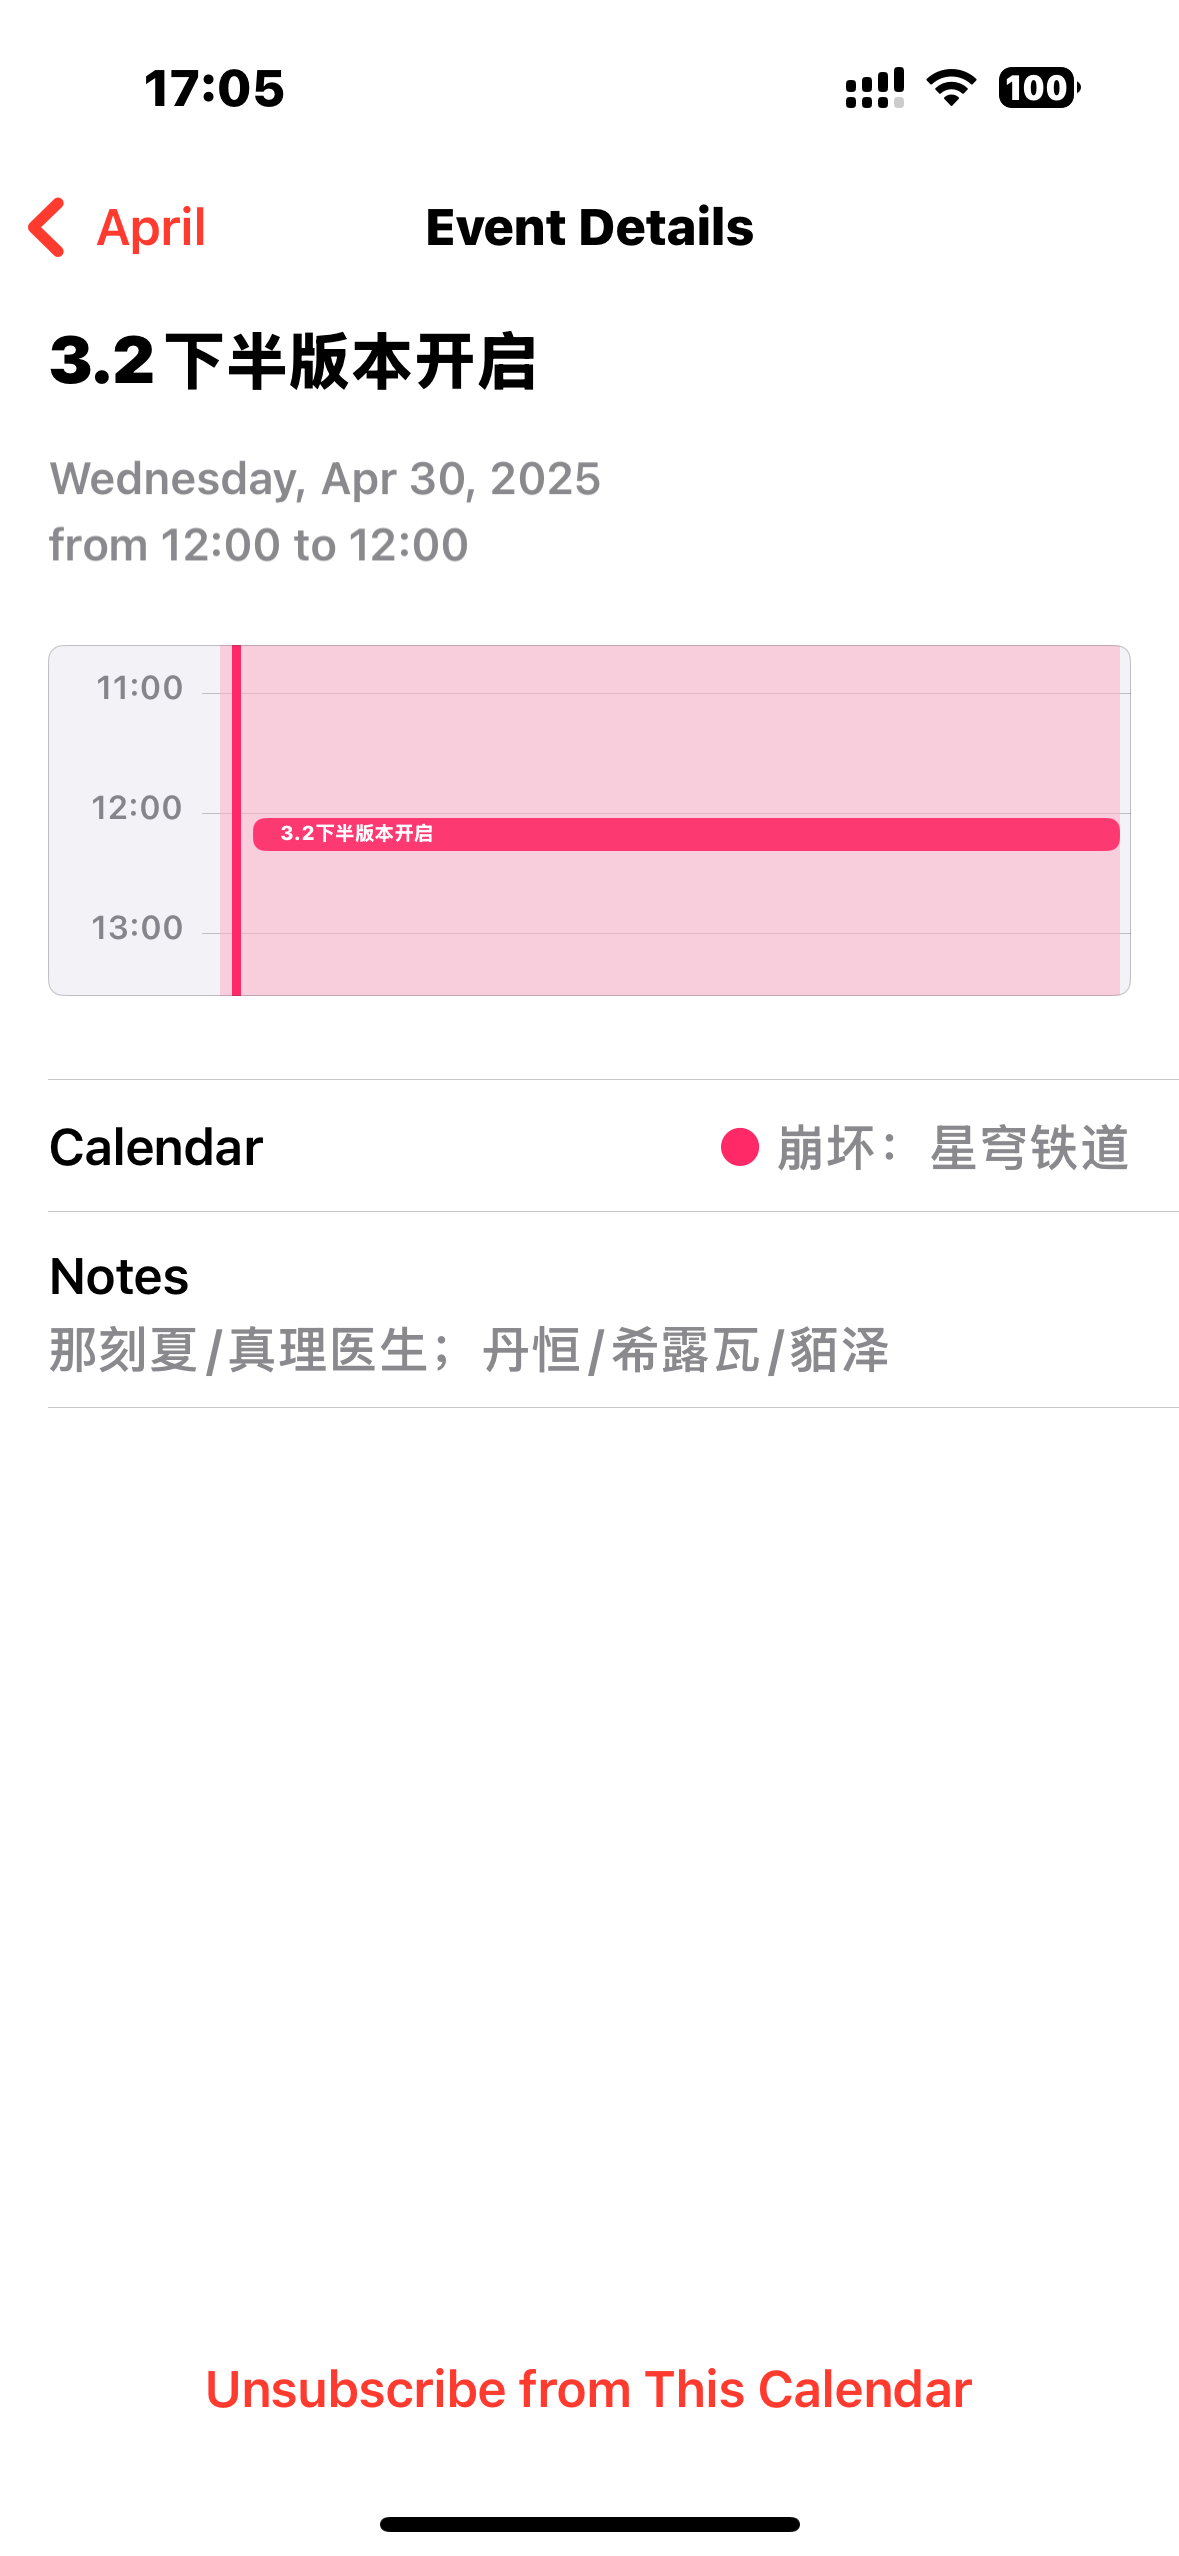 17:05
100
April
Event Details
3.2下半版本开启
Wednesday, Apr 30, 2025
from 12:00 to 12:00
11:00
12:00
3.2下半版本开启
13:00
Calendar
崩坏：星穹铁道
Notes
那刻夏/真理医生；丹恒/希露瓦/貊泽
Unsubscribe from This Calendar